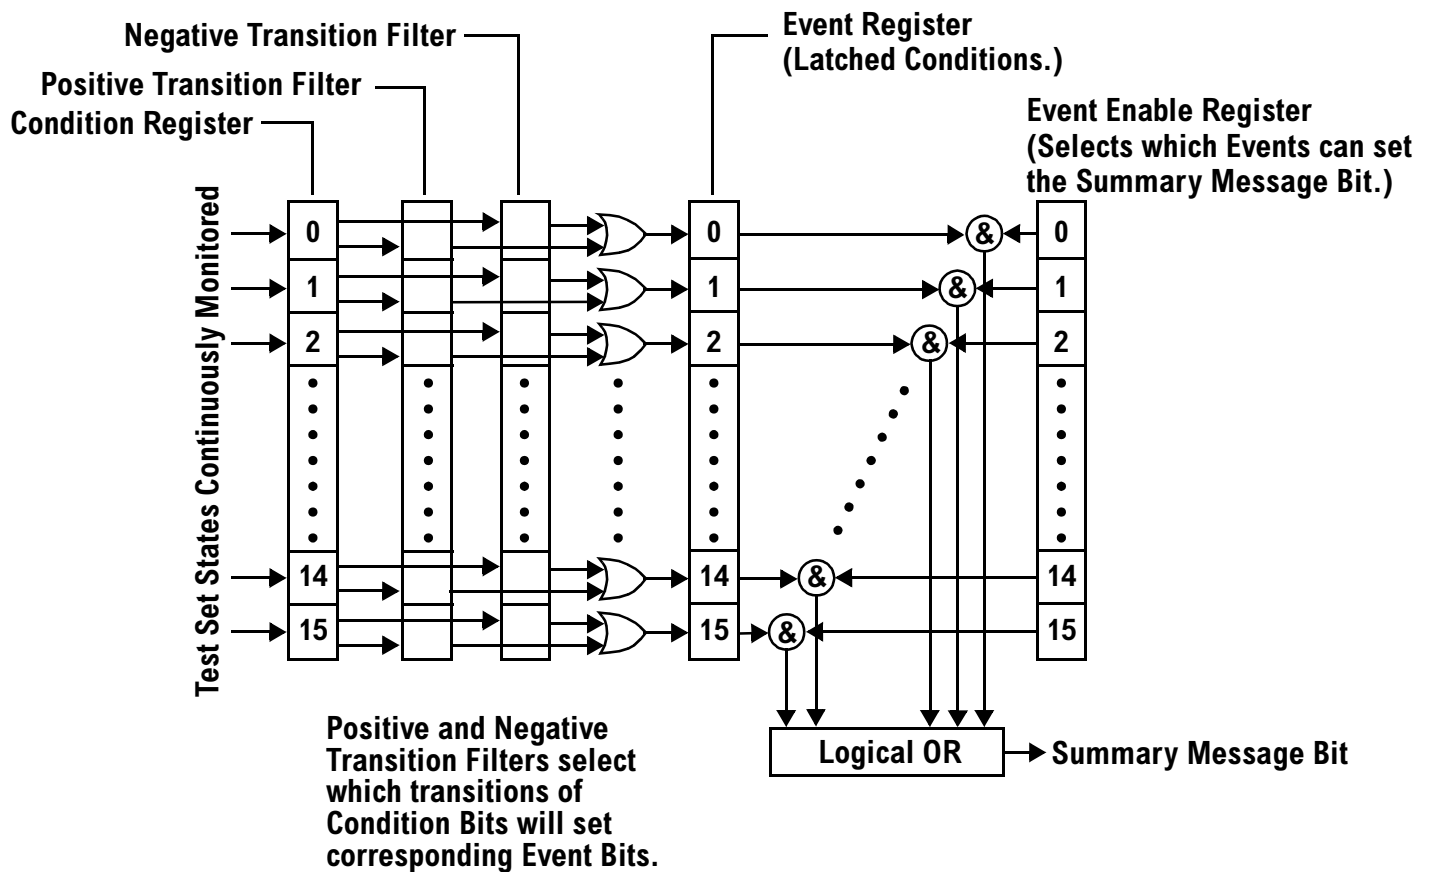 Negative Transition Filter
Positive Transition Filter
Condition Register
Event Register
(Latched Conditions.)
Event Enable Register
(Selects which Events can set
the Summary Message Bit.)
Test Set States Continuously Monitored
0
1
2
14
15
0
1
2
14
15
&
&
&
&
&
0
1
2
14
15
Positive and Negative
Transition Filters select
which transitions of
Condition Bits will set
corresponding Event Bits.
Logical OR
Summary Message Bit